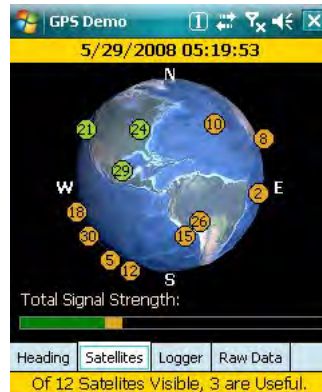 GPS Demo 1
5/29/2008 05:19:53
N
21 24 10 8
29
W 2 E
18 26
30 15
5 12
S
Total Signal Strength:
Heading Satellites Logger Raw Data
Of 12 Satelites Visible, 3 are Useful.